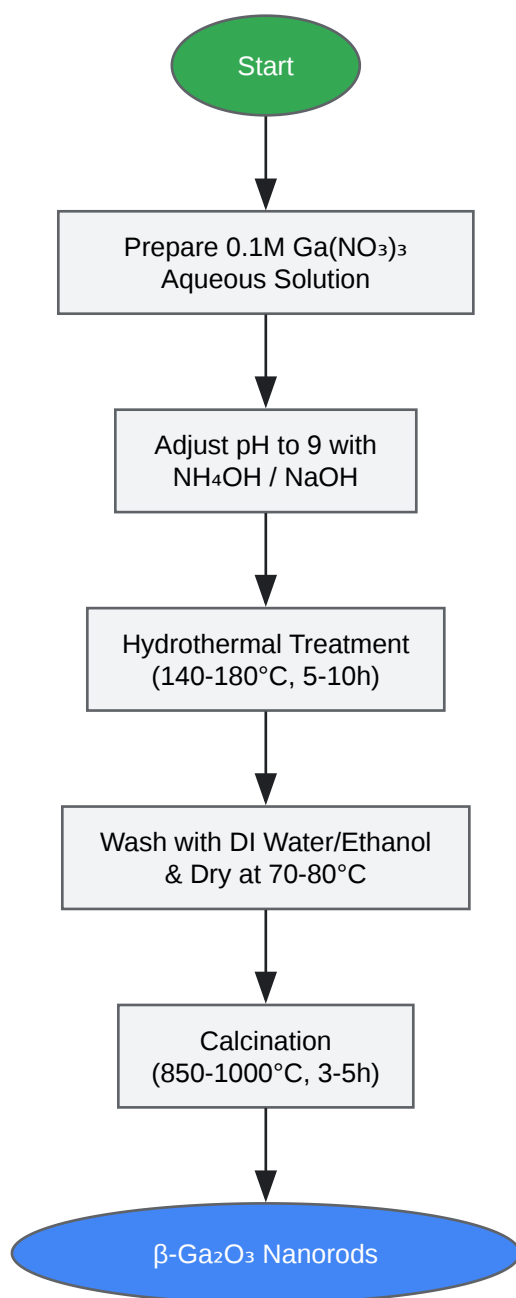 Start
Prepare 0.1M Ga(NO₃)₃
Aqueous Solution
Adjust pH to 9 with
NH₄OH / NaOH
Hydrothermal Treatment
(140-180°C, 5-10h)
Wash with DI Water/Ethanol
& Dry at 70-80°C
Calcination
(850-1000°C, 3-5h)
β-Ga₂O₃ Nanorods